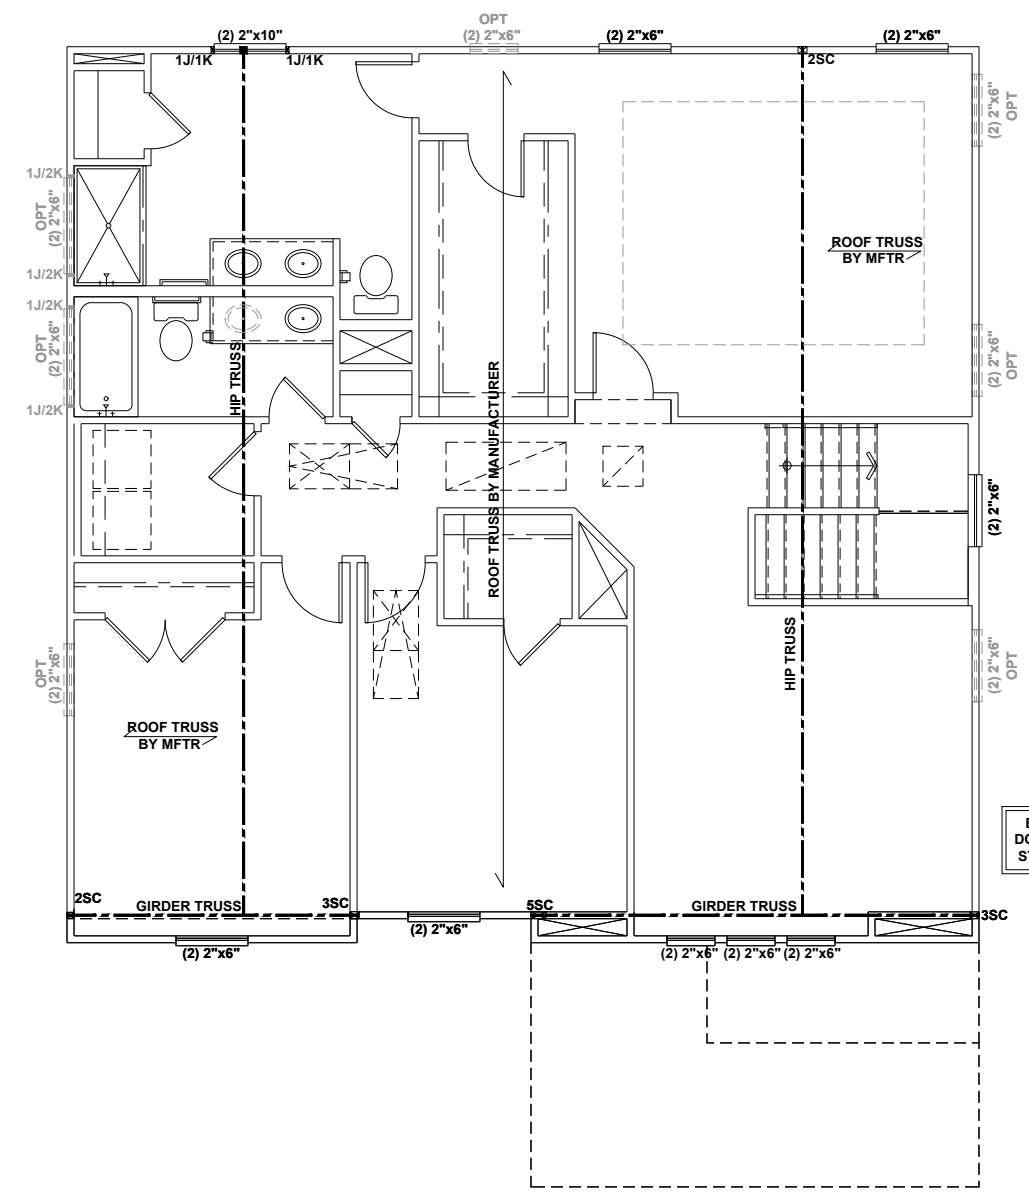 OPT
(2) 2"x10"
(2) 2"x6"
(2) 2"x6"
(2) 2"x6"
1J/1K
1J/1K
2SC
(2) 2"x6"
OPT
1J/2K
OPT
(2) 2"x6"
1J/2K
ROOF TRUSS
BY MFTR
1J/2K
OPT
(2) 2"x6"
1J/2K
(2) 2"x6"
OPT
HIP TRUSS
ROOF TRUSS BY MANUFACTURER
(2) 2"x6"
HIP TRUSS
OPT
(2) 2"x6"
(2) 2"x6"
OPT
ROOF TRUSS
BY MFTR
2SC
GIRDER TRUSS
3SC
5SC
GIRDER TRUSS
3SC
(2) 2"x6"
(2) 2"x6"
(2) 2"x6"
(2) 2"x6"
(2) 2"x6"